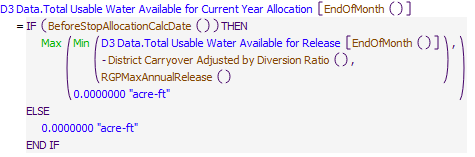 D3 Data.Total Usable Water Available for Current Year Allocation [EndOfMonth ()]
= IF (BeforeStopAllocationCalcDate ()) THEN
Max (Min (D3 Data.Total Usable Water Available for Release [EndOfMonth ()]
- District Carryover Adjusted by Diversion Ratio (),
RGPMaxAnnualRelease ()),
0.0000000 "acre-ft")
ELSE
0.0000000 "acre-ft"
END IF